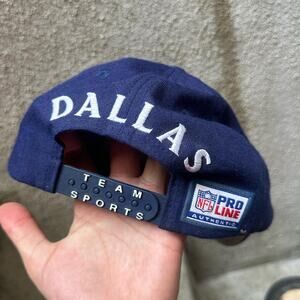 DALLAS
TEAM
SPORTS
NFL
PRO
LINE
AUTHENTIC